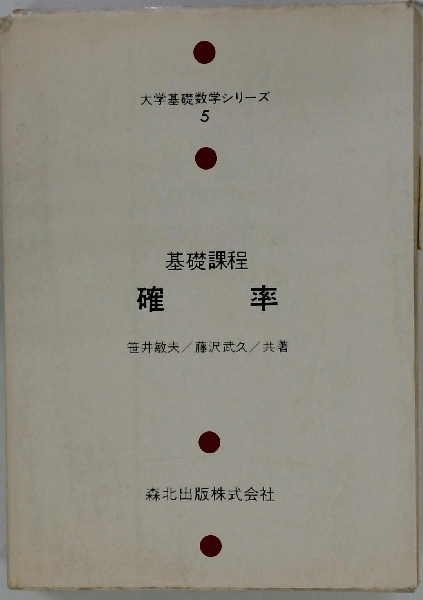 大学基礎数学シリーズ
5
基礎課程
確 率
笹井敏夫／藤沢武久／共著
森北出版株式会社